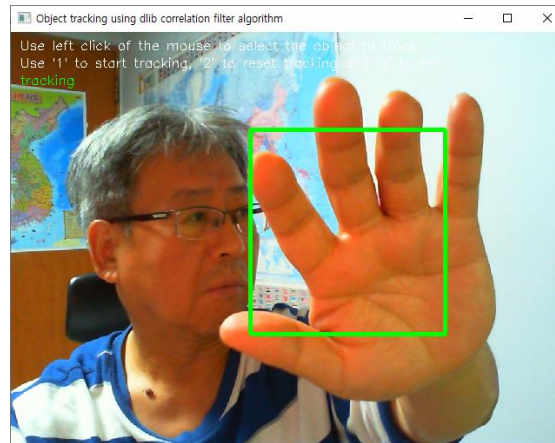 Object tracking using dlib correlation filter algorithm
Use left click of the mouse to select the object to track
Use '1' to start tracking, '2' to reset tracking and 'q' to exit
tracking